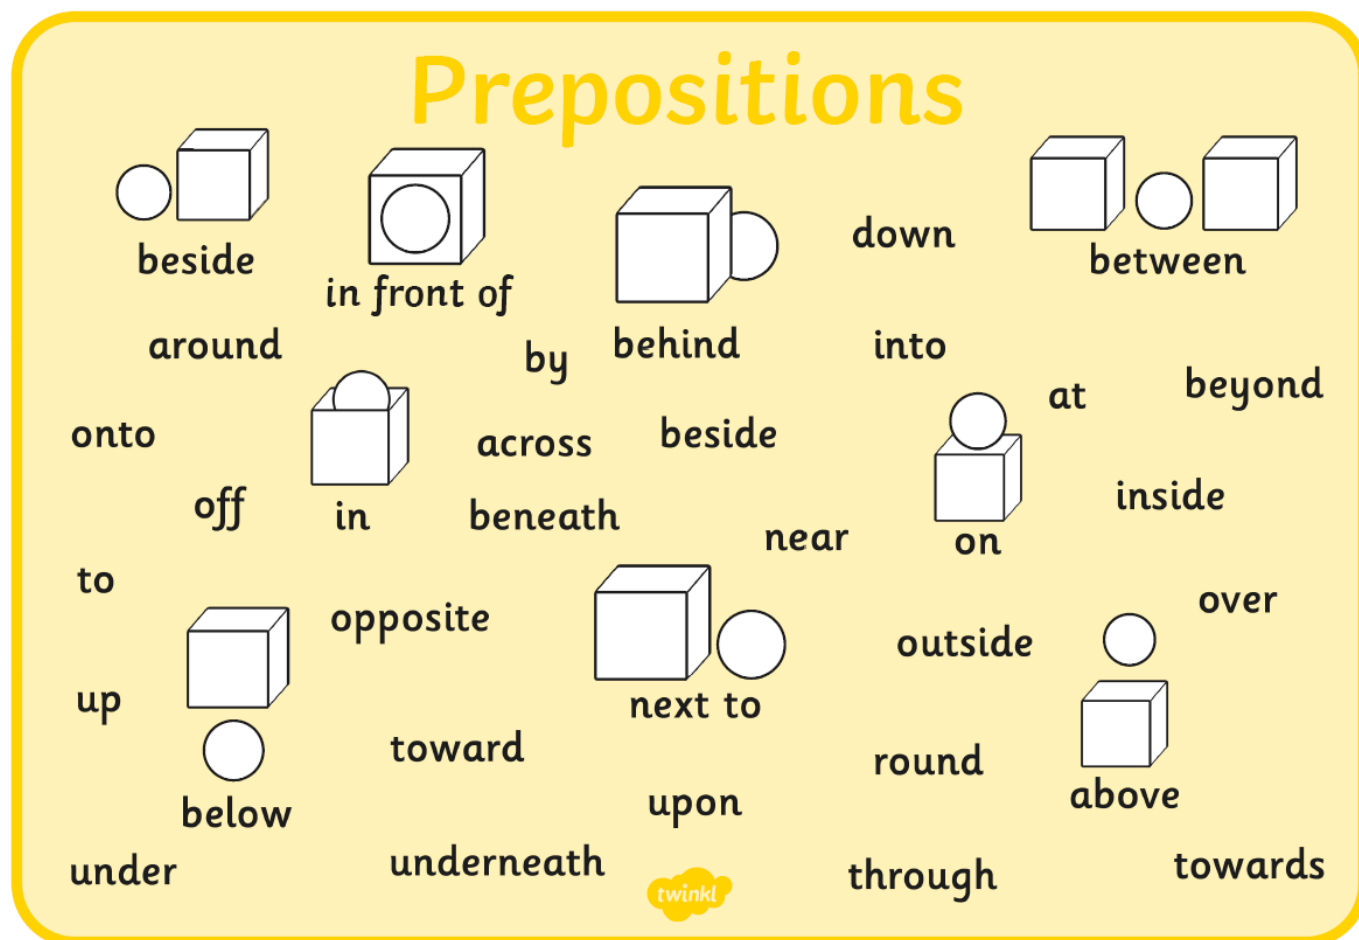 Prepositions
beside
in front of
behind
down
between
around
by
into
at
beyond
onto
across
beside
off
in
beneath
near
on
inside
to
opposite
outside
over
up
next to
toward
round
above
below
upon
under
underneath
twinkl
through
towards